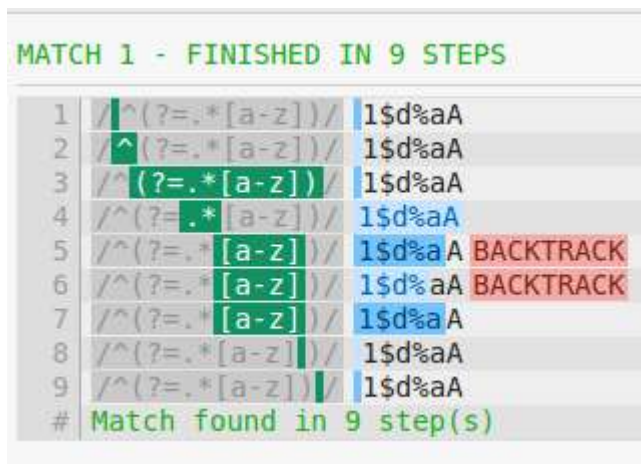 MATCH 1 - FINISHED IN 9 STEPS
1 /^(?=.*[a-z])/ 1$d%aA
2 /^(?=.*[a-z])/ 1$d%aA
3 /^(?=.*[a-z])/ 1$d%aA
4 /^(?=.*[a-z])/ 1$d%aA
5 /^(?=.*[a-z])/ 1$d%aA BACKTRACK
6 /^(?=.*[a-z])/ 1$d%aA BACKTRACK
7 /^(?=.*[a-z])/ 1$d%aA
8 /^(?=.*[a-z])/ 1$d%aA
9 /^(?=.*[a-z])/ 1$d%aA
# Match found in 9 step(s)